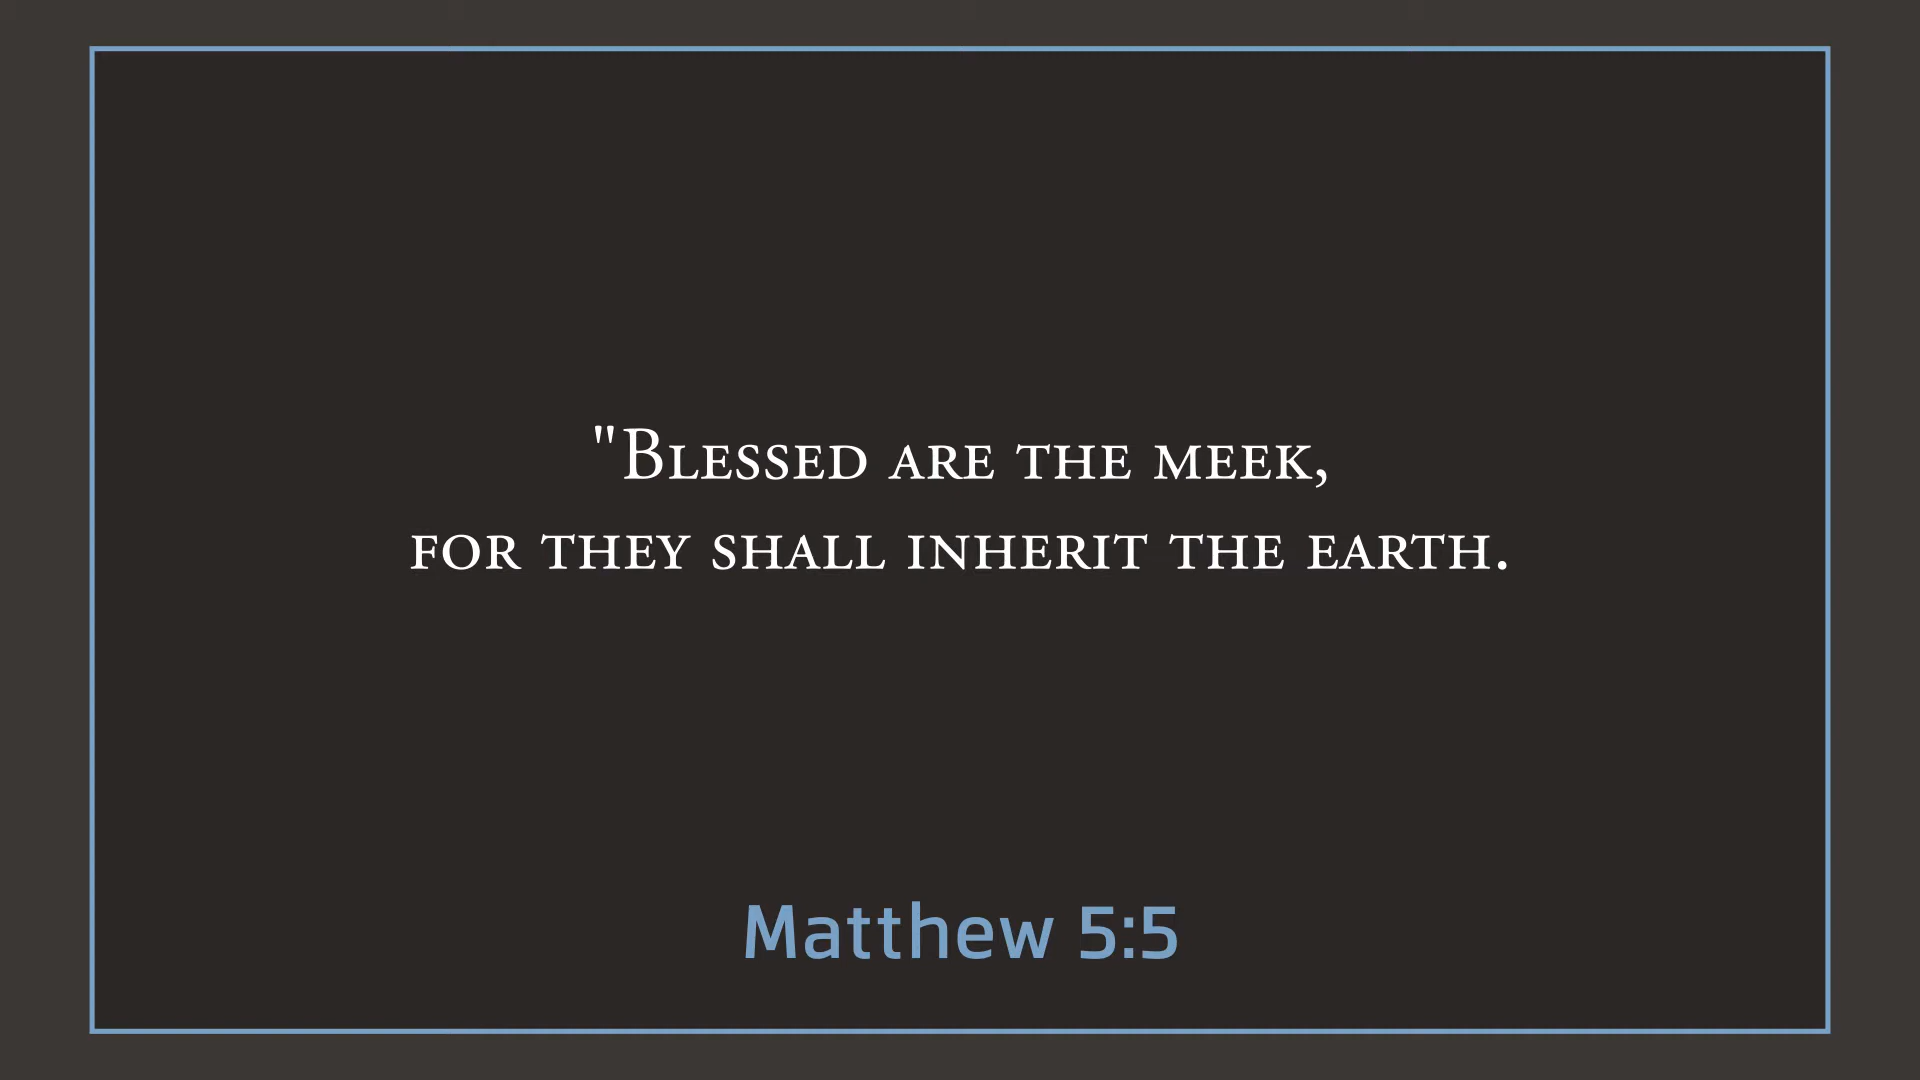 "Blessed are the meek,
for they shall inherit the earth.
Matthew 5:5